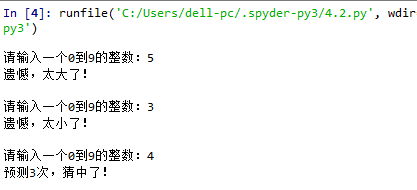 In [4]: runfile('C:/Users/dell-pc/.spyder-py3/4.2.py', wdir
py3')
请输入一个0到9的整数：5
遗憾，太大了！
请输入一个0到9的整数：3
遗憾，太小了！
请输入一个0到9的整数：4
预测3次，猜中了！